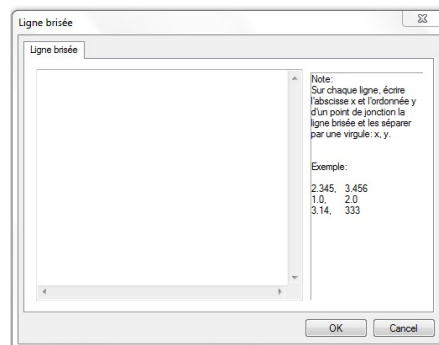 Ligne brisée
Ligne brisée
Note:
Sur chaque ligne, écrire
l'abscisse x et l'ordonnée y
d'un point de jonction la
ligne brisée et les séparer
par une virgule: x, y.
Exemple:
2.345, 3.456
1.0, 2.0
3.14, 333
OK Cancel